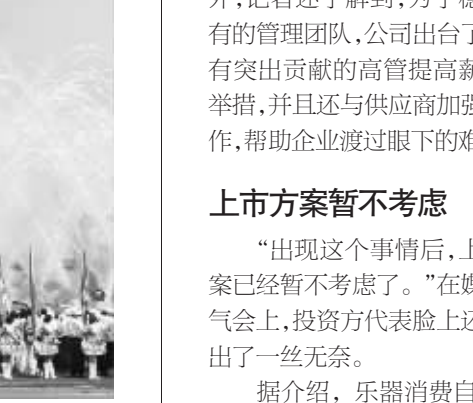 外,记者还了解到,为了稳
有的管理团队,公司出台了
有突出贡献的高管提高薪
举措,并且还与供应商加强
作,帮助企业渡过眼下的难
上市方案暂不考虑
“出现这个事情后,上
案已经暂不考虑了。”在媒
气会上,投资方代表脸上还
出了一丝无奈。
据介绍，乐器消费自